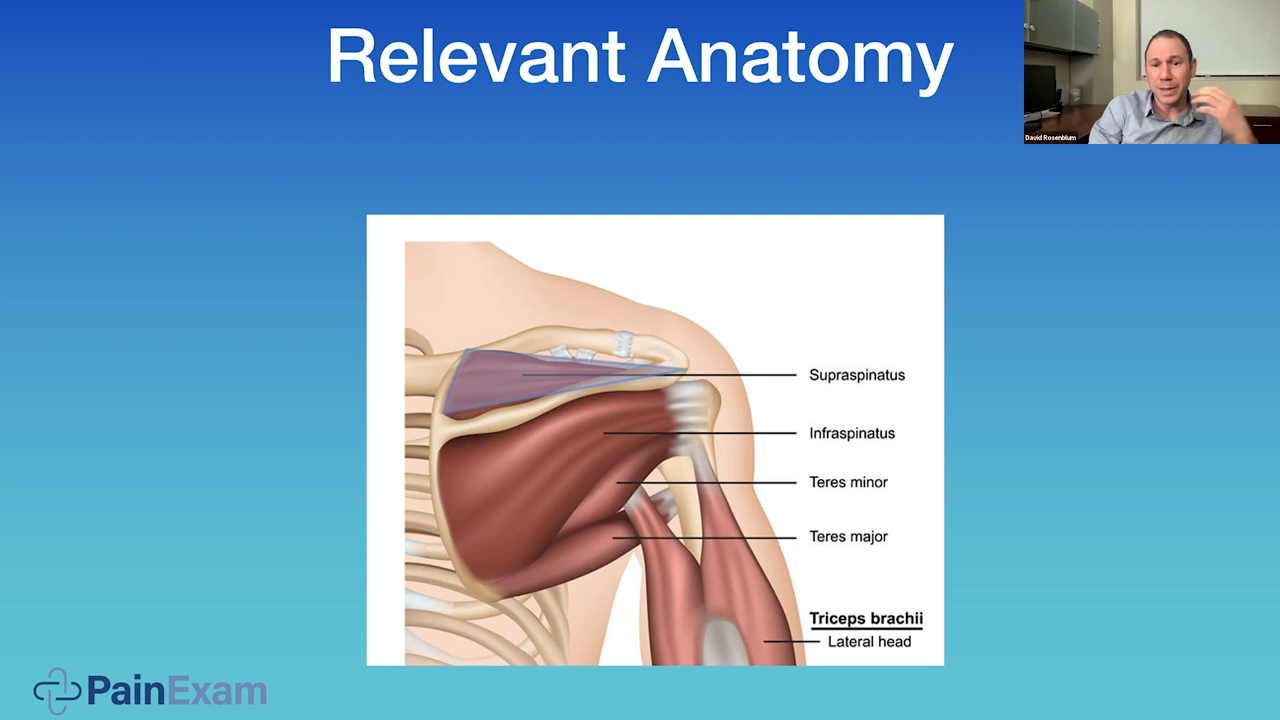 Relevant Anatomy
David Rosenblum
Supraspinatus
Infraspinatus
Teres minor
Teres major
Triceps brachii
Lateral head
PainExam